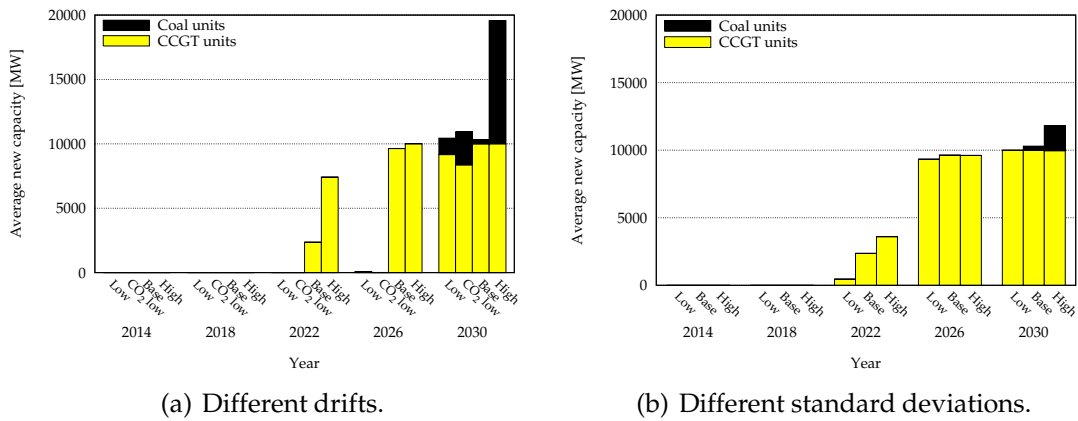 20000
15000
10000
5000
0
Average new capacity [MW]
Coal units
CCGT units
Low
CO2 low
Base
High
Low
CO2 low
Base
High
Low
CO2 low
Base
High
Low
CO2 low
Base
High
Low
CO2 low
Base
High
2014 2018 2022 2026 2030
Year
(a) Different drifts.
20000
15000
10000
5000
0
Average new capacity [MW]
Coal units
CCGT units
Low
Base
High
Low
Base
High
Low
Base
High
Low
Base
High
Low
Base
High
2014 2018 2022 2026 2030
Year
(b) Different standard deviations.